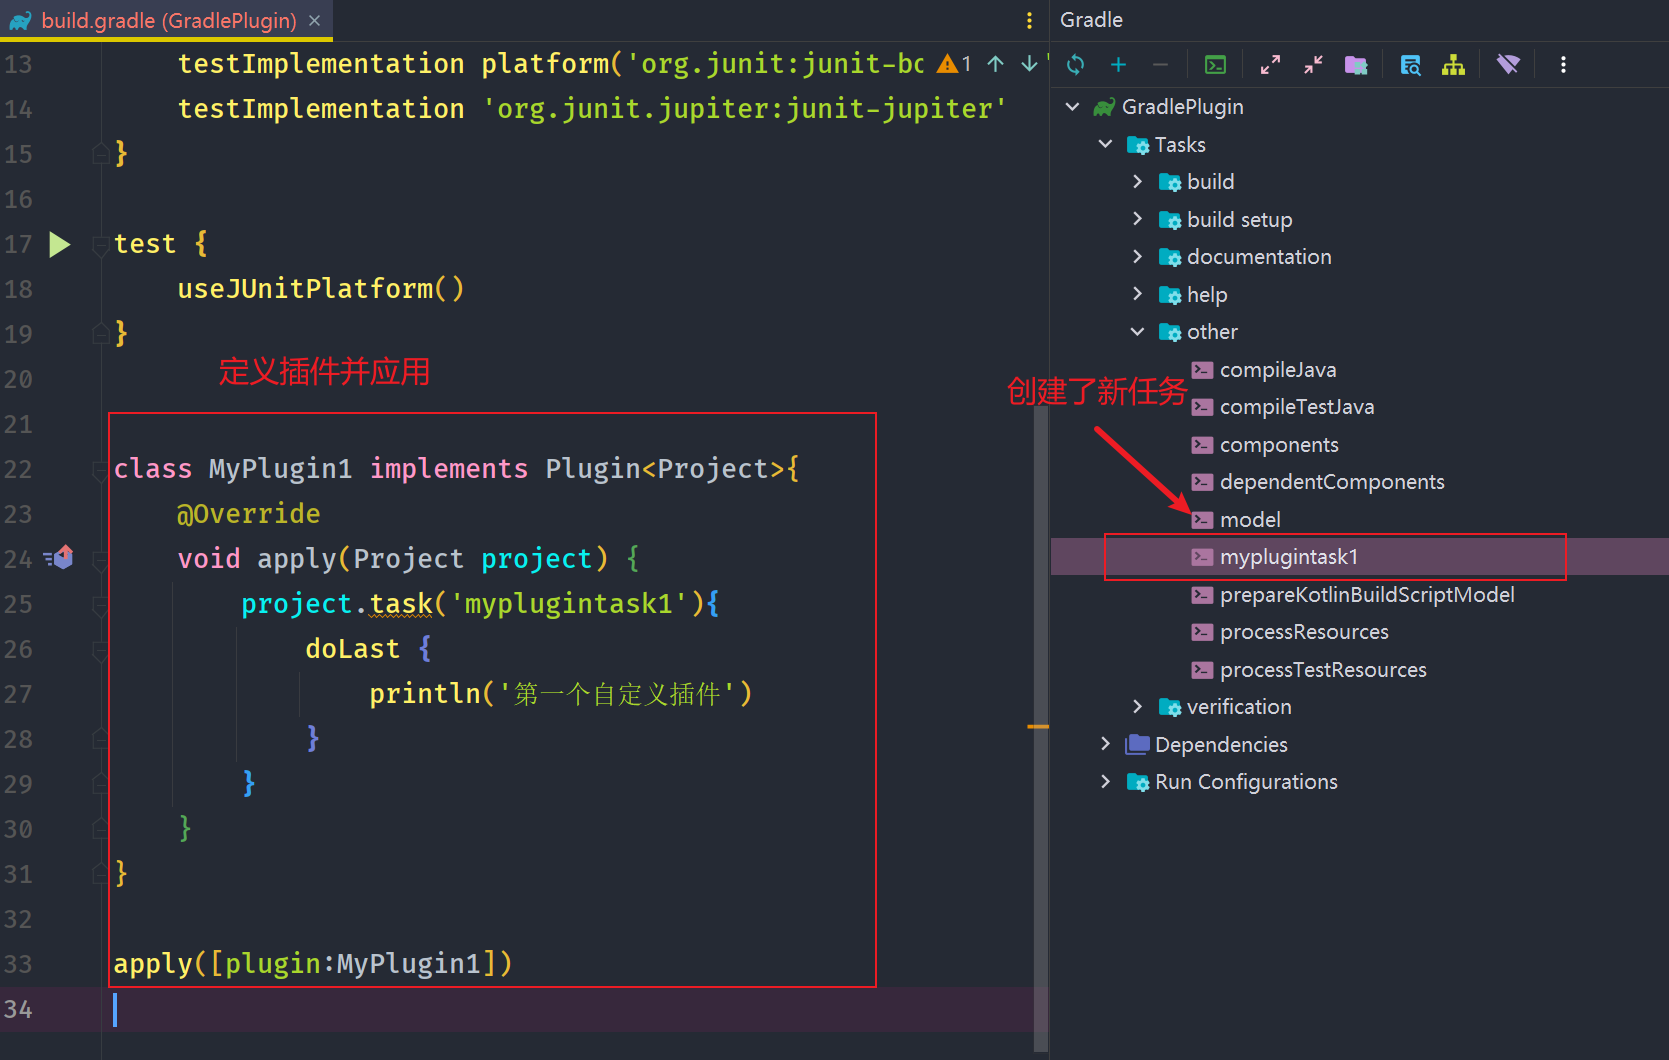 build.gradle (GradlePlugin)
13 testImplementation platform('org.junit:junit-bo
1
14 testImplementation 'org.junit.jupiter:junit-jupiter'
15 }
16
17 test {
18 useJUnitPlatform()
19 }
20
定义插件并应用
21
22 class MyPlugin1 implements Plugin<Project>{
23 @Override
24 void apply(Project project) {
25 project.task('myplugintask1'){
26 doLast {
27 println('第一个自定义插件')
28 }
29 }
30 }
31 }
32
33 apply([plugin:MyPlugin1])
34
Gradle
GradlePlugin
Tasks
build
build setup
documentation
help
other
compileJava
创建了新任务
compileTestJava
components
dependentComponents
model
myplugintask1
prepareKotlinBuildScriptModel
processResources
processTestResources
verification
Dependencies
Run Configurations